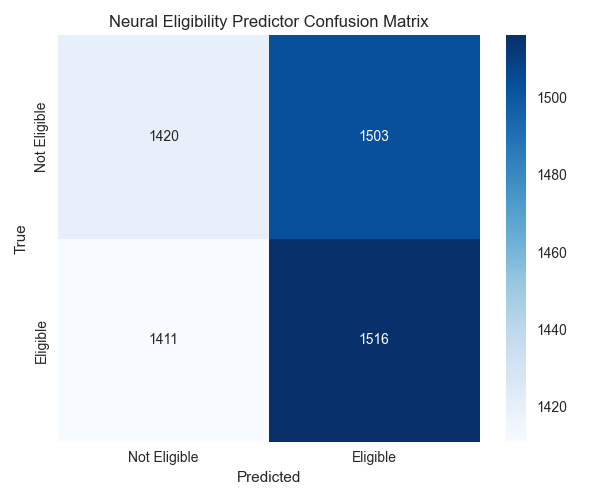 Neural Eligibility Predictor Confusion Matrix
Not Eligible
1420
1503
True
Eligible
1411
1516
Not Eligible
Eligible
Predicted
1500
1480
1460
1440
1420